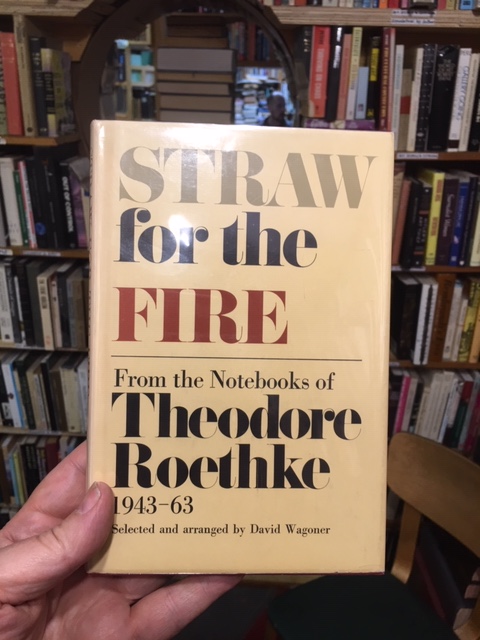 STRAW
for the
FIRE
From the Notebooks of
Theodore
Roethke
1943-63
Selected and arranged by David Wagoner